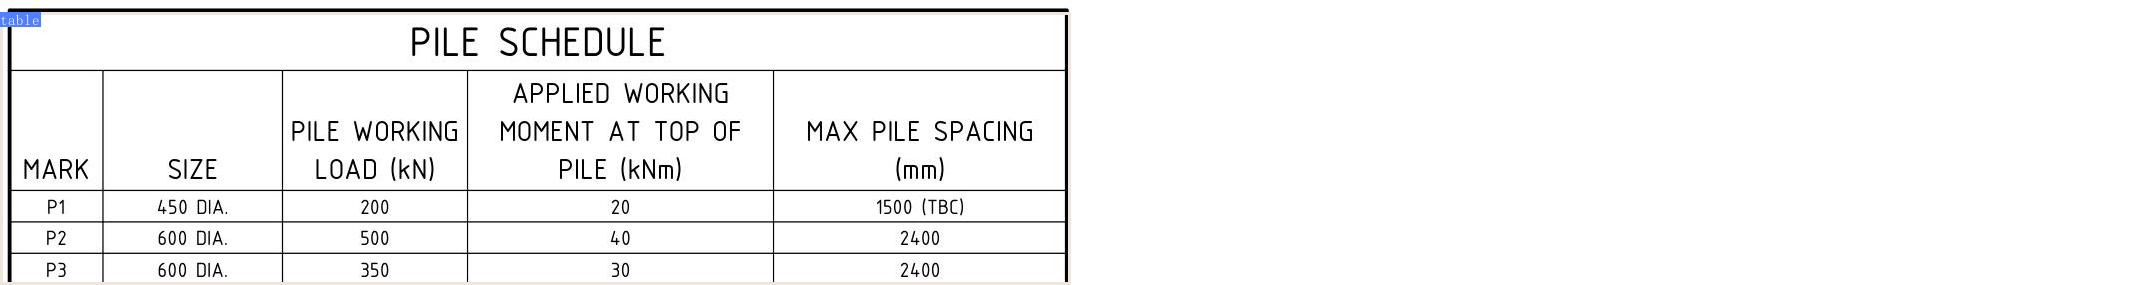 table
PILE SCHEDULE
MARK
SIZE
PILE WORKING
LOAD (kN)
APPLIED WORKING
MOMENT AT TOP OF
PILE (kNm)
MAX PILE SPACING
(mm)
P1 450 DIA. 200 20 1500 (TBC)
P2 600 DIA. 500 40 2400
P3 600 DIA. 350 30 2400